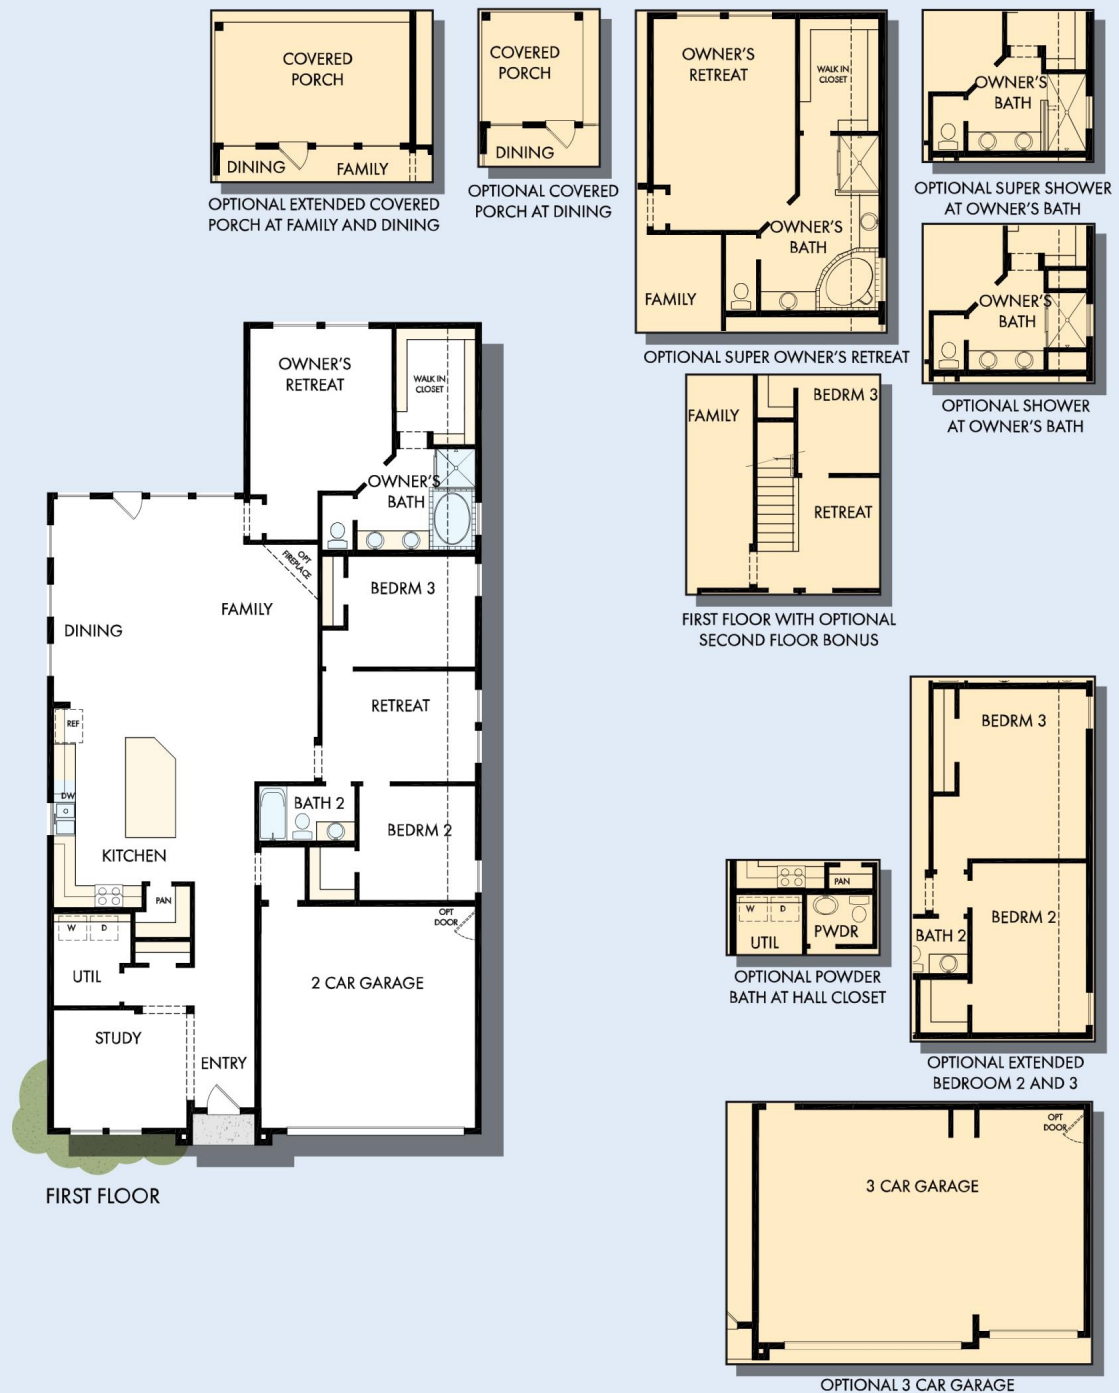 COVERED
PORCH
DINING
FAMILY
OPTIONAL EXTENDED COVERED
PORCH AT FAMILY AND DINING
COVERED
PORCH
DINING
OPTIONAL COVERED
PORCH AT DINING
OWNER'S
RETREAT
WALK IN
CLOSET
OWNER'S
BATH
FAMILY
OPTIONAL SUPER OWNER'S RETREAT
OWNER'S
BATH
OPTIONAL SUPER SHOWER
AT OWNER'S BATH
OWNER'S
BATH
OPTIONAL SHOWER
AT OWNER'S BATH
FAMILY
BEDRM 3
RETREAT
FIRST FLOOR WITH OPTIONAL
SECOND FLOOR BONUS
OWNER'S
RETREAT
WALK IN
CLOSET
OWNER'S
BATH
OPT
FIREPLACE
BEDRM 3
FAMILY
DINING
RETREAT
REF
DW
BATH 2
BEDRM 2
KITCHEN
PAN
W
D
OPT
DOOR
UTIL
2 CAR GARAGE
STUDY
ENTRY
FIRST FLOOR
BEDRM 3
BEDRM 2
BATH 2
OPTIONAL EXTENDED
BEDROOM 2 AND 3
PAN
W
D
UTIL
PWDR
OPTIONAL POWDER
BATH AT HALL CLOSET
OPT
DOOR
3 CAR GARAGE
OPTIONAL 3 CAR GARAGE